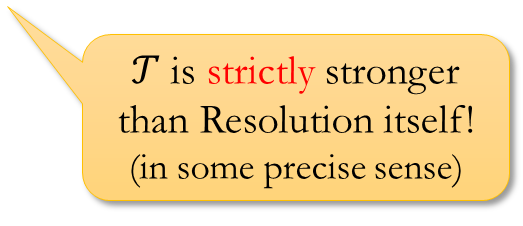 𝒯 is strictly stronger
than Resolution itself!
(in some precise sense)